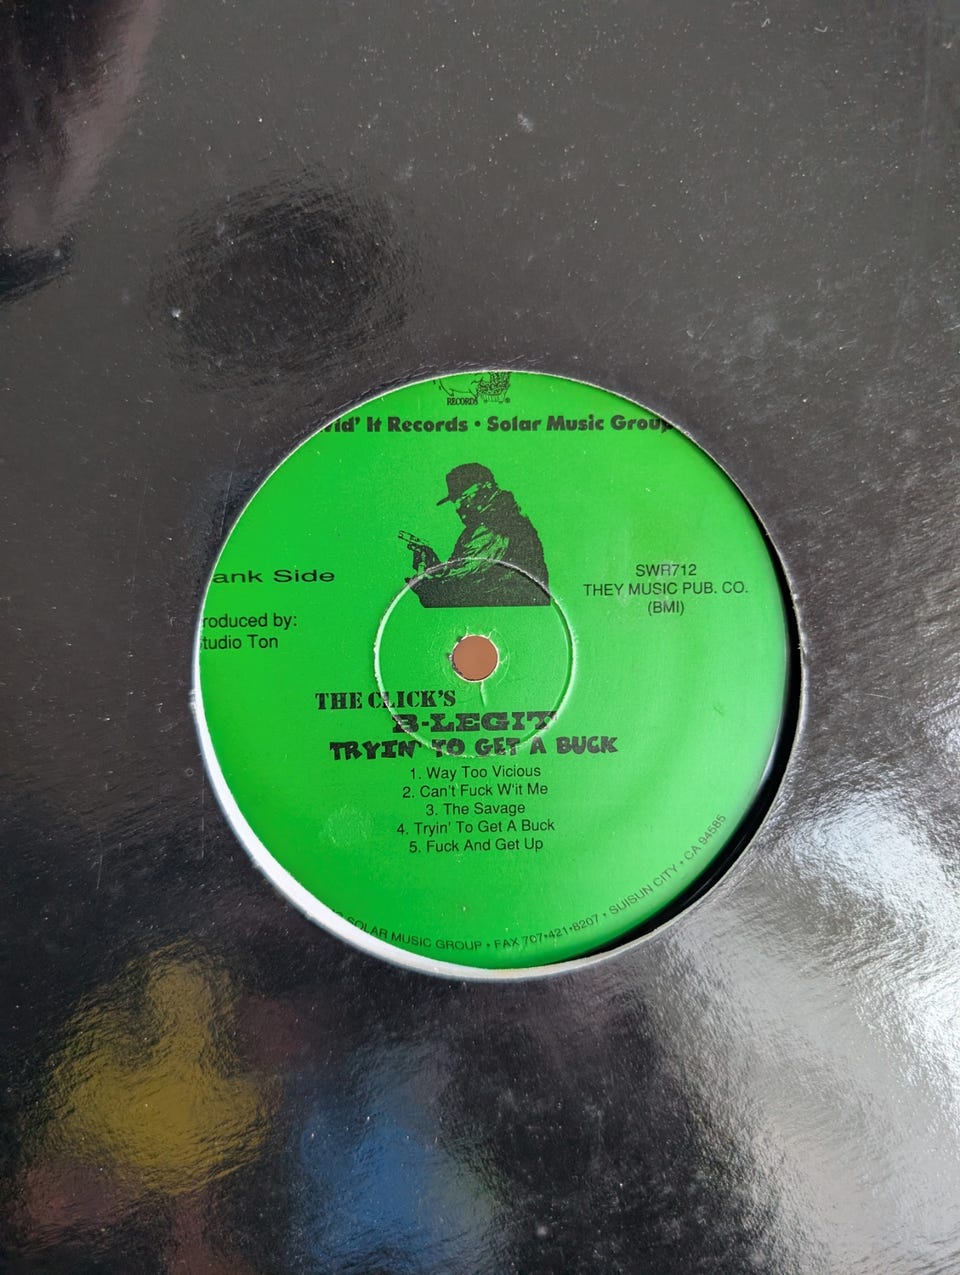 RECORDS ®
vid' It Records • Solar Music Group
ank Side
roduced by:
tudio Ton
SWR712
THEY MUSIC PUB. CO.
(BMI)
THE CLICK'S
B-LEGIT
TRYIN' TO GET A BUCK
1. Way Too Vicious
2. Can't Fuck W'it Me
3. The Savage
4. Tryin' To Get A Buck
5. Fuck And Get Up
SOLAR MUSIC GROUP • FAX 707•421•8207 • SUISUN CITY • CA 94585